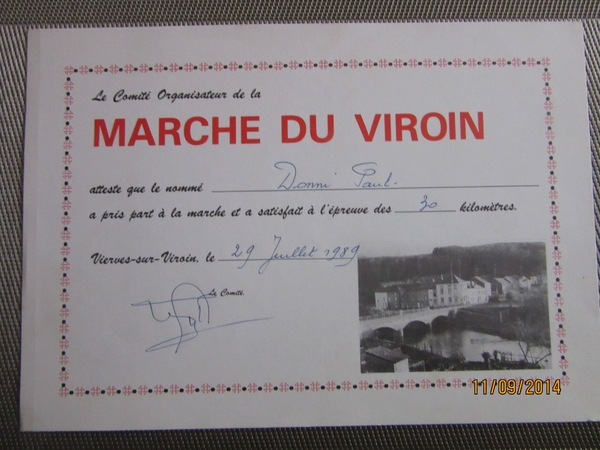 Le Comité Organisateur de la
MARCHE DU VIROIN
atteste que le nommé Donni Paul.
a pris part à la marche et a satisfait à l'épreuve des 30 kilomètres.
Vierves-sur-Viroin, le 29 Juillet 1989
Le Comité,
11/09/2014